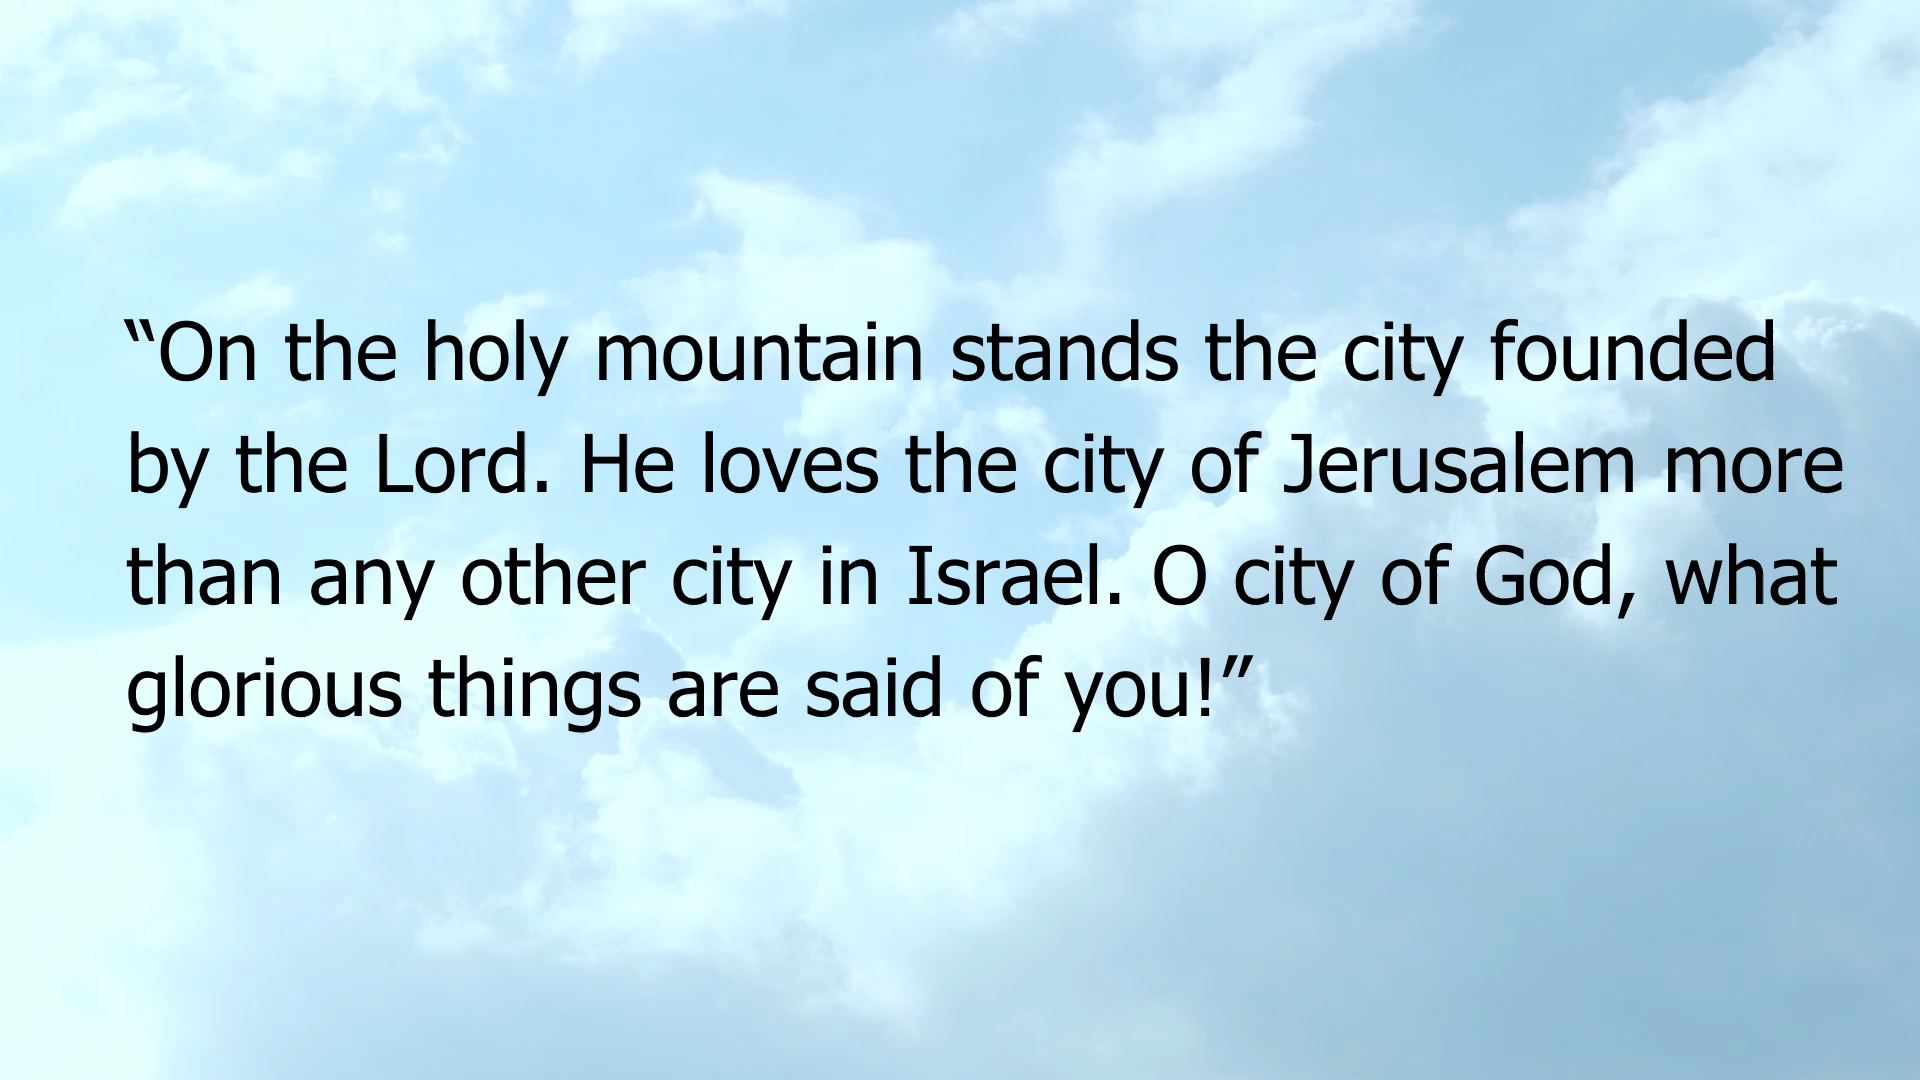 “On the holy mountain stands the city founded
by the Lord. He loves the city of Jerusalem more
than any other city in Israel. O city of God, what
glorious things are said of you!”